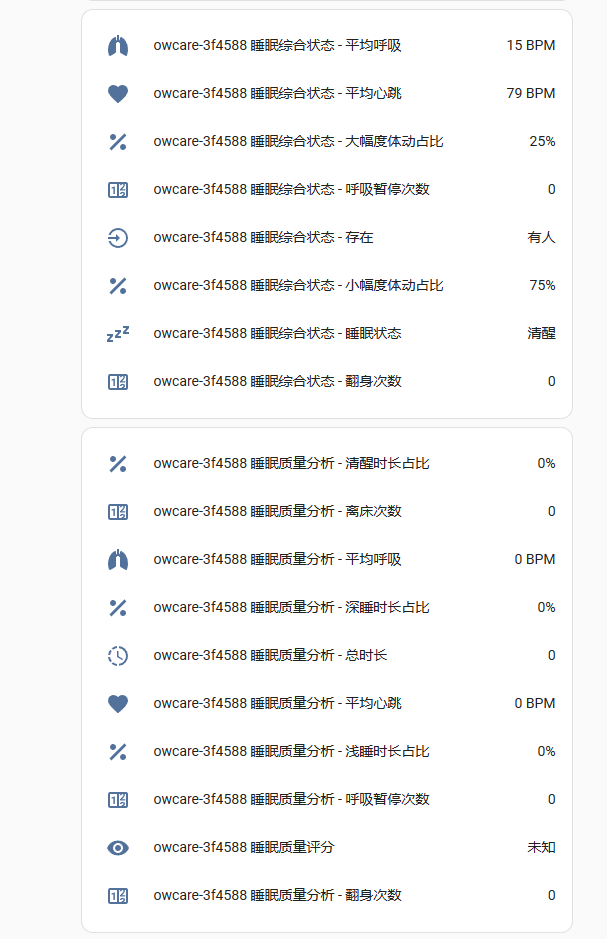 owcare-3f4588 睡眠综合状态 - 平均呼吸 15 BPM
owcare-3f4588 睡眠综合状态 - 平均心跳 79 BPM
owcare-3f4588 睡眠综合状态 - 大幅度体动占比 25%
owcare-3f4588 睡眠综合状态 - 呼吸暂停次数 0
owcare-3f4588 睡眠综合状态 - 存在 有人
owcare-3f4588 睡眠综合状态 - 小幅度体动占比 75%
owcare-3f4588 睡眠综合状态 - 睡眠状态 清醒
owcare-3f4588 睡眠综合状态 - 翻身次数 0
owcare-3f4588 睡眠质量分析 - 清醒时长占比 0%
owcare-3f4588 睡眠质量分析 - 离床次数 0
owcare-3f4588 睡眠质量分析 - 平均呼吸 0 BPM
owcare-3f4588 睡眠质量分析 - 深睡时长占比 0%
owcare-3f4588 睡眠质量分析 - 总时长 0
owcare-3f4588 睡眠质量分析 - 平均心跳 0 BPM
owcare-3f4588 睡眠质量分析 - 浅睡时长占比 0%
owcare-3f4588 睡眠质量分析 - 呼吸暂停次数 0
owcare-3f4588 睡眠质量评分 未知
owcare-3f4588 睡眠质量分析 - 翻身次数 0